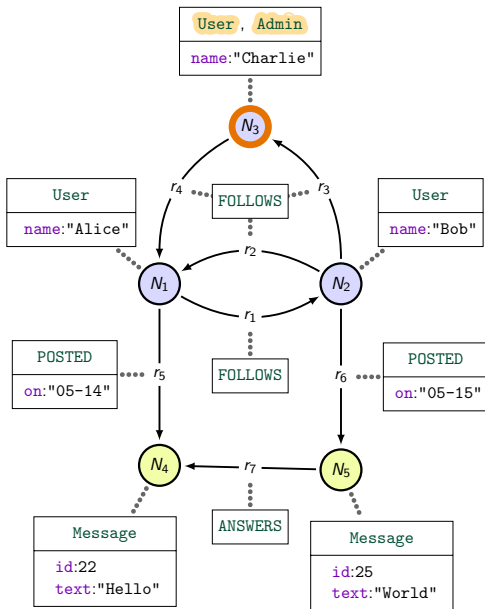 User, Admin
name:"Charlie"
N3
r4
r3
FOLLOWS
User
name:"Alice"
User
name:"Bob"
r2
N1
N2
r1
FOLLOWS
POSTED
on:"05-14"
r5
r6
POSTED
on:"05-15"
N4
r7
N5
ANSWERS
Message
id:22
text:"Hello"
Message
id:25
text:"World"